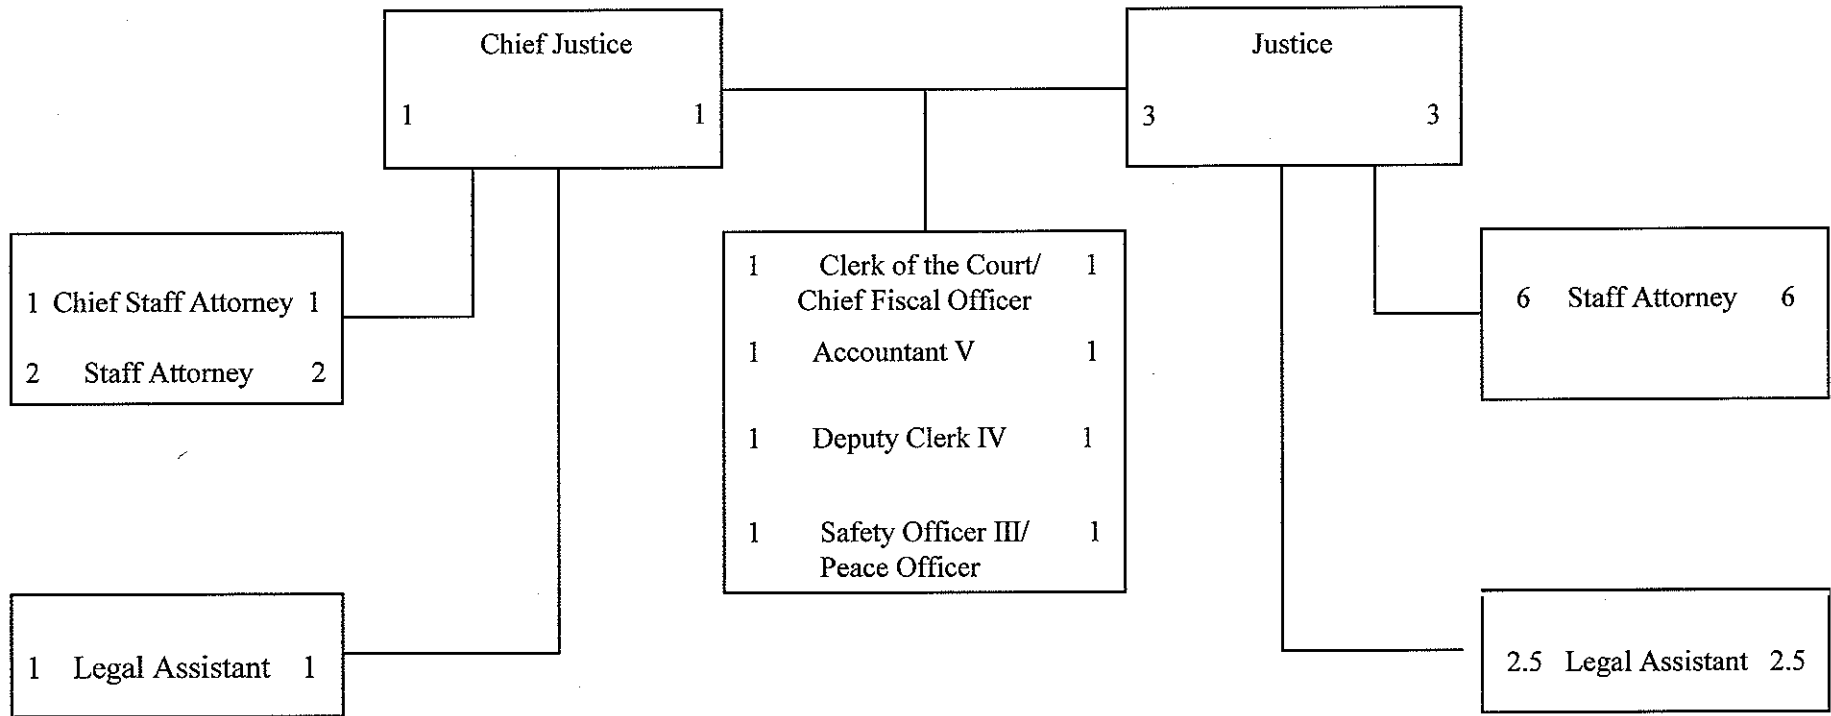 Chief Justice
1 1
Justice
3 3
1 Chief Staff Attorney 1
2 Staff Attorney 2
1 Clerk of the Court/ 1
Chief Fiscal Officer
1 Accountant V 1
1 Deputy Clerk IV 1
1 Safety Officer III/ 1
Peace Officer
6 Staff Attorney 6
1 Legal Assistant 1
2.5 Legal Assistant 2.5